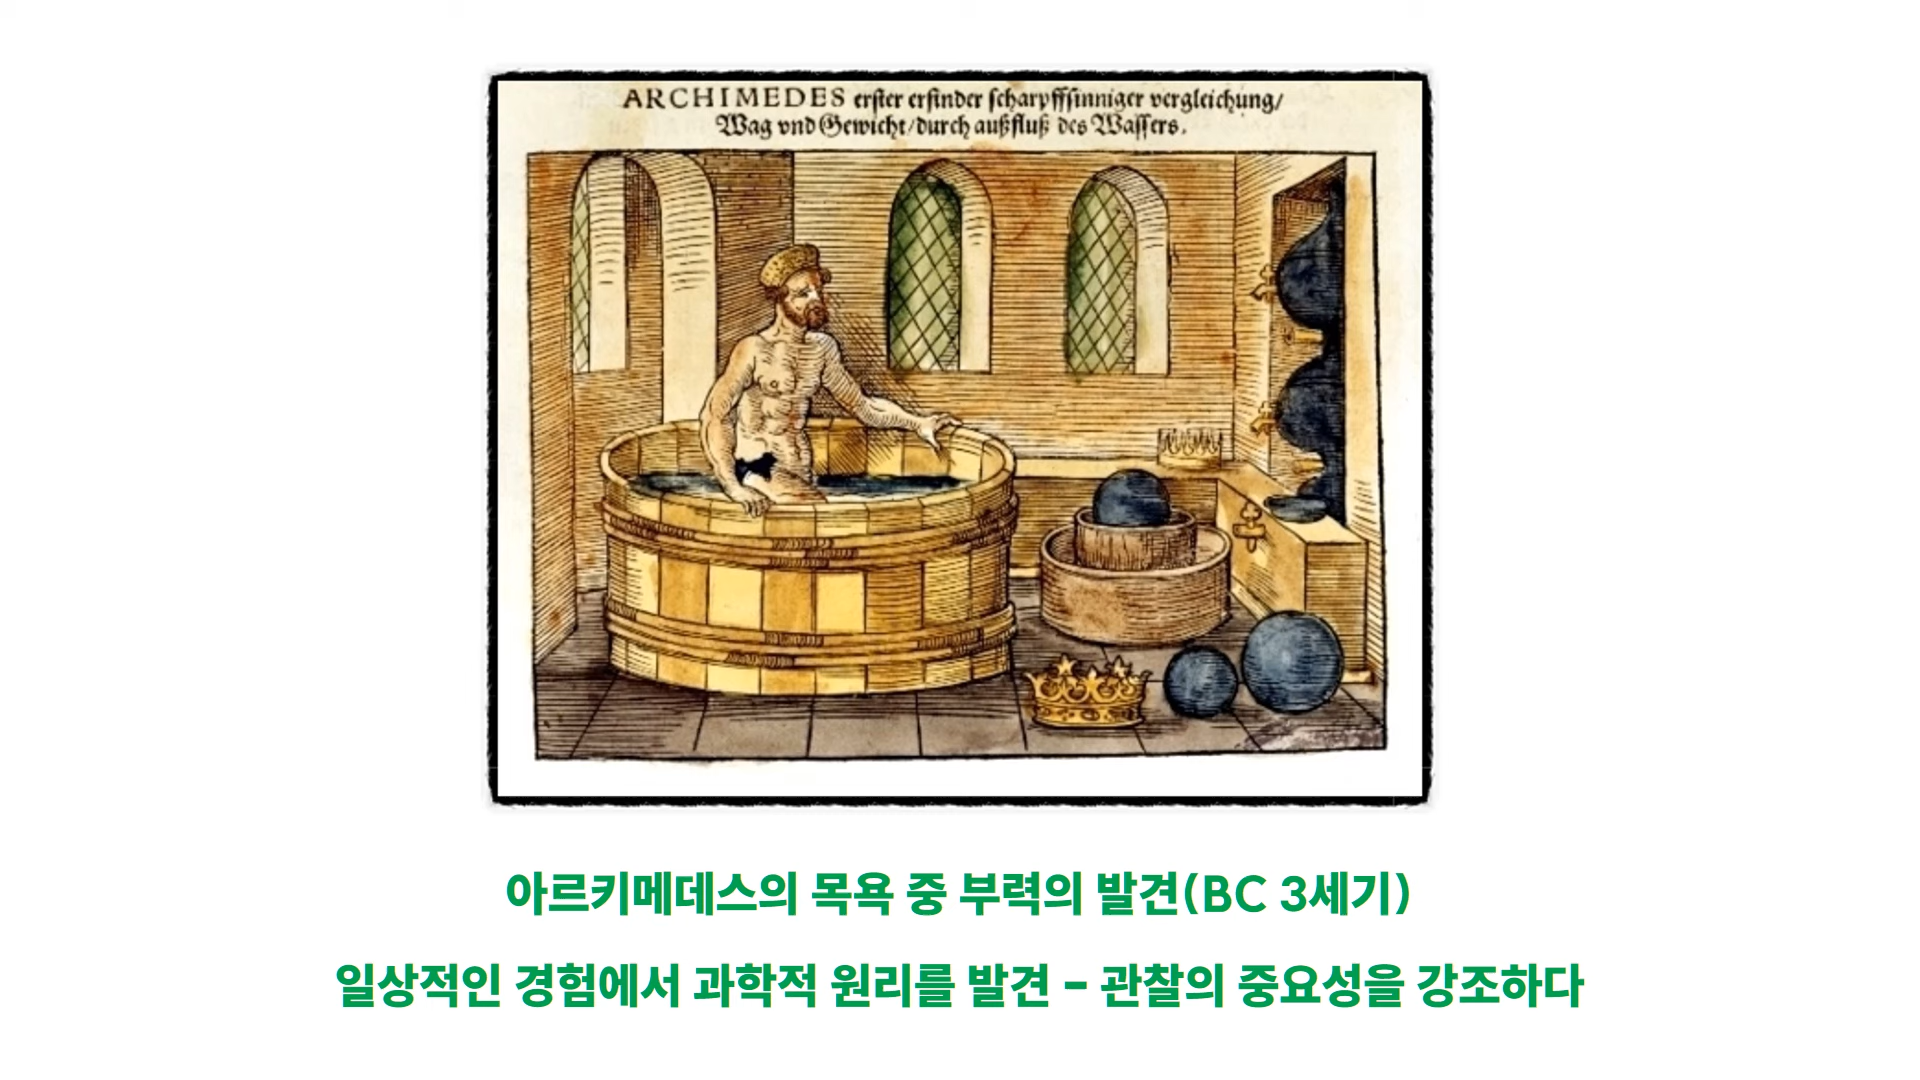 ARCHIMEDES erster erfinder scharpffsinniger vergleichung/
Wag vnd Gewicht/durch außfluß des Wassers.
아르키메데스의 목욕 중 부력의 발견(BC 3세기)
일상적인 경험에서 과학적 원리를 발견 - 관찰의 중요성을 강조하다